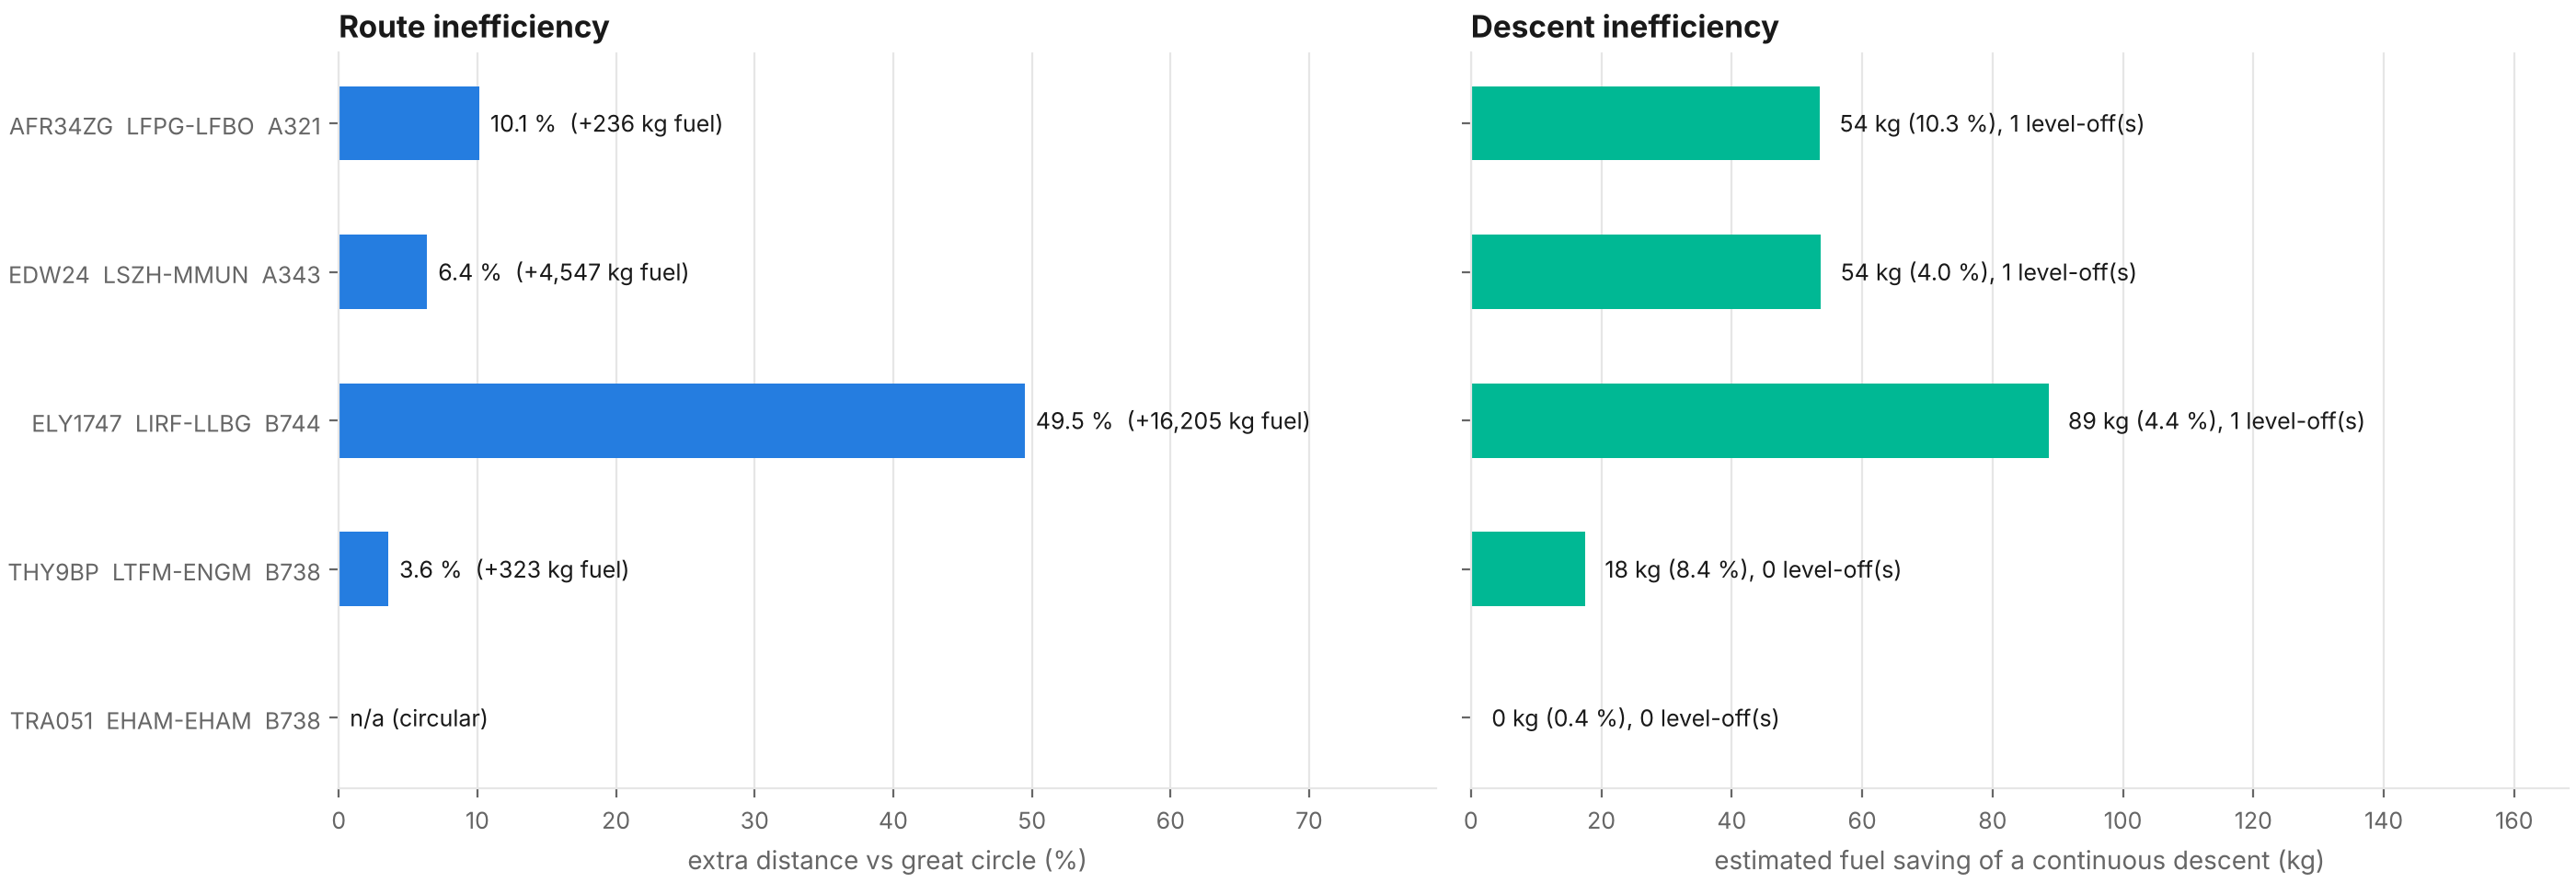 Route inefficiency
AFR34ZG LFPG-LFBO A321
10.1 % (+236 kg fuel)
EDW24 LSZH-MMUN A343
6.4 % (+4,547 kg fuel)
ELY1747 LIRF-LLBG B744
49.5 % (+16,205 kg fuel)
THY9BP LTFM-ENGM B738
3.6 % (+323 kg fuel)
TRA051 EHAM-EHAM B738
n/a (circular)
0 10 20 30 40 50 60 70
extra distance vs great circle (%)
Descent inefficiency
54 kg (10.3 %), 1 level-off(s)
54 kg (4.0 %), 1 level-off(s)
89 kg (4.4 %), 1 level-off(s)
18 kg (8.4 %), 0 level-off(s)
0 kg (0.4 %), 0 level-off(s)
0 20 40 60 80 100 120 140 160
estimated fuel saving of a continuous descent (kg)